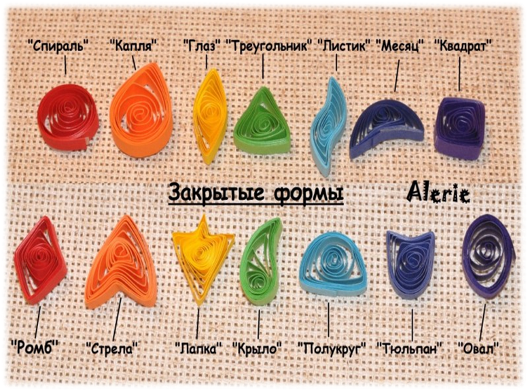 "Спираль" "Капля" "Глаз" "Треугольник" "Листик" "Месяц" "Квадрат"
Закрытые формы Alerie
"Ромб" "Стрела" "Лапка" "Крыло" "Полукруг" "Тюльпан" "Овал"